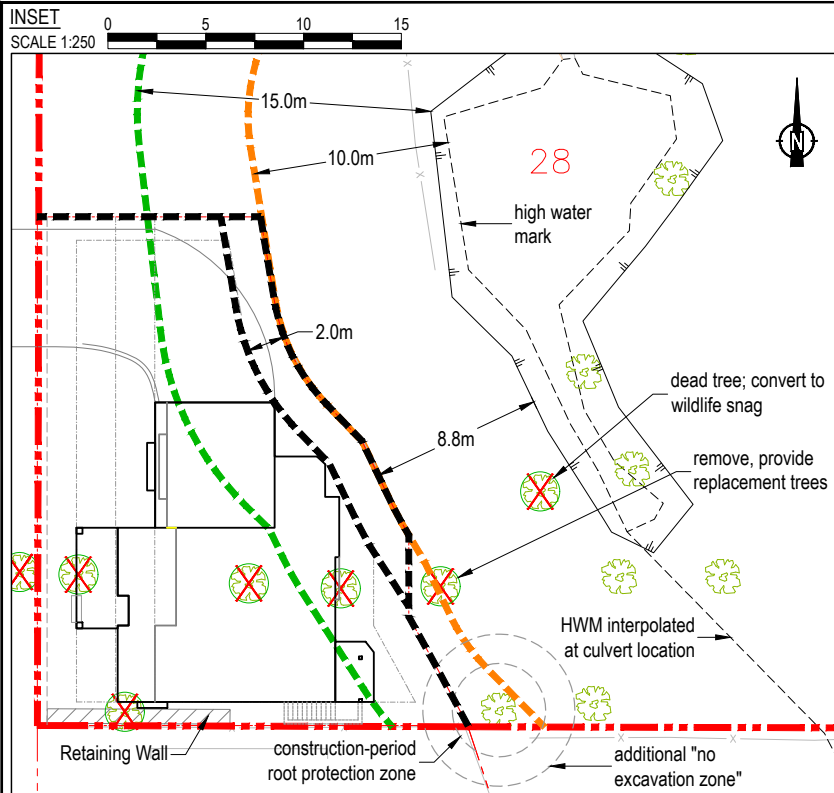 INSET
SCALE 1:250
0 5 10 15
15.0m
10.0m
28
N
high water
mark
2.0m
dead tree; convert to
wildlife snag
8.8m
remove, provide
replacement trees
HWM interpolated
at culvert location
Retaining Wall
construction-period
root protection zone
additional "no
excavation zone"